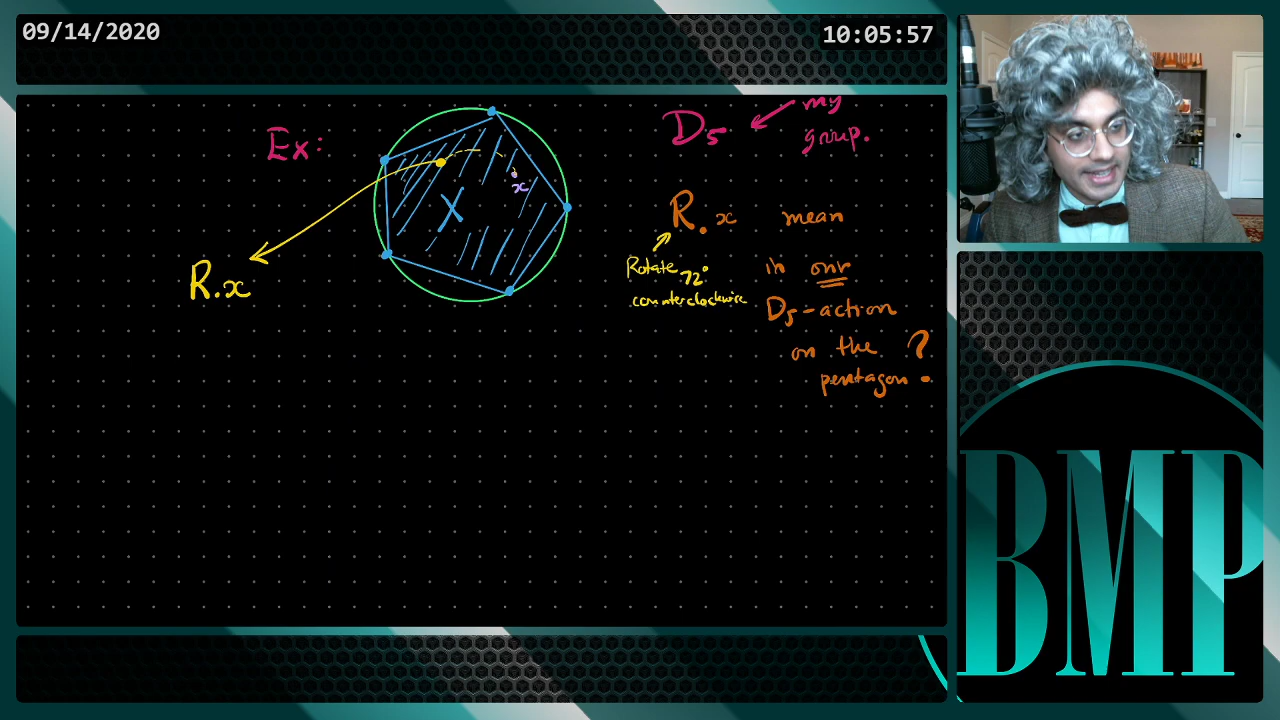 09/14/2020
10:05:57
Ex:
D5
my
group.
x
X
R.x mean
Rotate 72°
counterclockwise
in our
D5-action
on the ?
pentagon
R.x
BMP